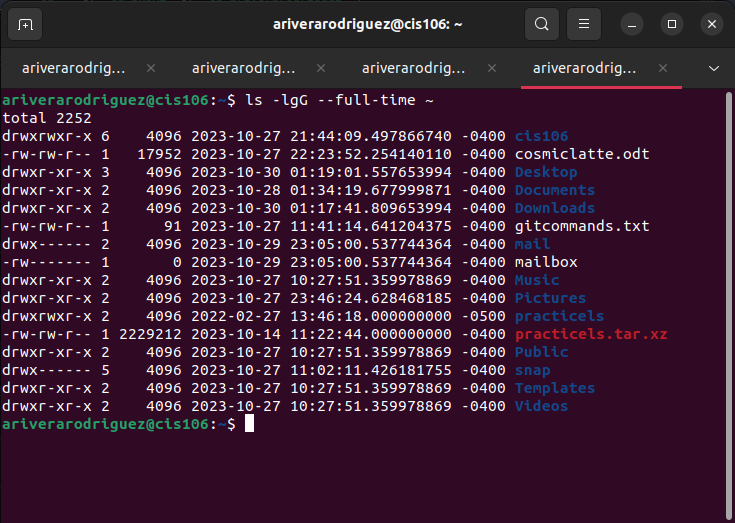 ariverarodriguez@cis106: ~
ariverarodrig... ariverarodrig... ariverarodrig... ariverarodrig...
ariverarodriguez@cis106:~$ ls -lgG --full-time ~
total 2252
drwxrwxr-x 6    4096 2023-10-27 21:44:09.497866740 -0400 cis106
-rw-rw-r-- 1   17952 2023-10-27 22:23:52.254140110 -0400 cosmiclatte.odt
drwxr-xr-x 3    4096 2023-10-30 01:19:01.557653994 -0400 Desktop
drwxr-xr-x 2    4096 2023-10-28 01:34:19.677999871 -0400 Documents
drwxr-xr-x 2    4096 2023-10-30 01:17:41.809653994 -0400 Downloads
-rw-rw-r-- 1      91 2023-10-27 11:41:14.641204375 -0400 gitcommands.txt
drwx------ 2    4096 2023-10-29 23:05:00.537744364 -0400 mail
-rw------- 1       0 2023-10-29 23:05:00.537744364 -0400 mailbox
drwxr-xr-x 2    4096 2023-10-27 10:27:51.359978869 -0400 Music
drwxr-xr-x 2    4096 2023-10-27 23:46:24.628468185 -0400 Pictures
drwxrwxr-x 2    4096 2022-02-27 13:46:18.000000000 -0500 practicels
-rw-rw-r-- 1 2229212 2023-10-14 11:22:44.000000000 -0400 practicels.tar.xz
drwxr-xr-x 2    4096 2023-10-27 10:27:51.359978869 -0400 Public
drwx------ 5    4096 2023-10-27 11:02:11.426181755 -0400 snap
drwxr-xr-x 2    4096 2023-10-27 10:27:51.359978869 -0400 Templates
drwxr-xr-x 2    4096 2023-10-27 10:27:51.359978869 -0400 Videos
ariverarodriguez@cis106:~$